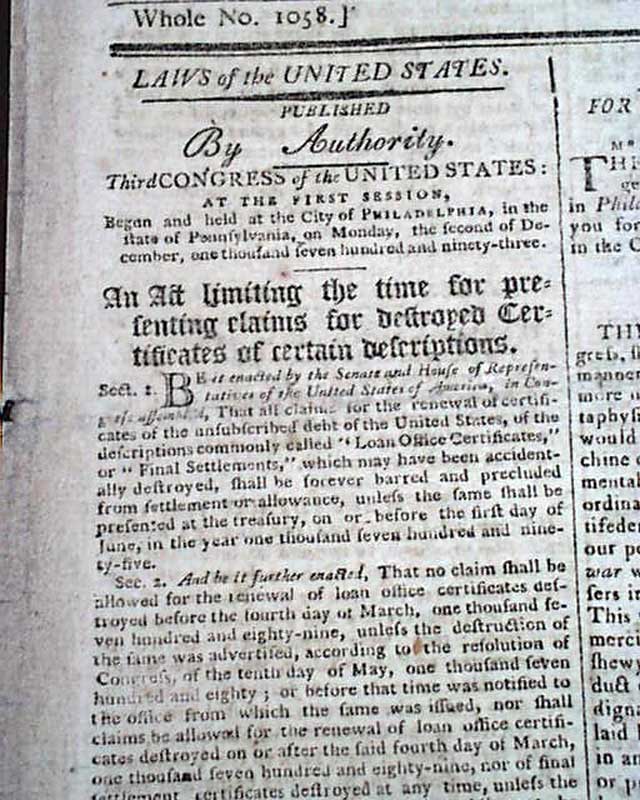 Whole No. 1058.]
LAWS of the UNITED STATES.
PUBLISHED
By Authority.
Third CONGRESS of the UNITED STATES:
AT THE FIRST SESSION,
Begun and held at the City of PHILADELPHIA, in the
ſtate of Pennſylvania, on Monday, the ſecond of De-
cember, one thouſand ſeven hundred and ninety-three.
An Act limiting the time for pre-
ſenting claims for deſtroyed Cer-
tificates of certain deſcriptions.
Sect. 1. BE it enacted by the Senate and Houſe of Repreſen-
tatives of the United States of America, in Con-
greſs aſſembled, That all claims for the renewal of certifi-
cates of the unſubſcribed debt of the United States, of the
deſcriptions commonly called "Loan Office Certificates,"
or "Final Settlements," which may have been accident-
ally deſtroyed, ſhall be forever barred and precluded
from ſettlement or allowance, unleſs the ſame ſhall be
preſented at the treaſury, on or before the firſt day of
June, in the year one thouſand ſeven hundred and nine-
ty-five.
Sec. 2. And be it further enacted, That no claim ſhall be
allowed for the renewal of loan office certificates deſ-
troyed before the fourth day of March, one thouſand ſe-
ven hundred and eighty-nine, unleſs the deſtruction of
the ſame was advertiſed, according to the reſolution of
Congreſs, of the tenth day of May, one thouſand ſeven
hundred and eighty; or before that time was notified to
the office from which the ſame was iſſued, nor ſhall
claims be allowed for the renewal of loan office certifi-
cates deſtroyed on or after the ſaid fourth day of March,
one thouſand ſeven hundred and eighty-nine, nor of final
ſettlement certificates deſtroyed at any time, unleſs the
FOR
in Phila
you for
in the C
THE
greſs, ſh
manner
more u
taphyſi
would
chine o
mental
ordina
tifeder
our po
war w
ſers in
This
merci
ſhewy
duct
digna
laid
in an
or p